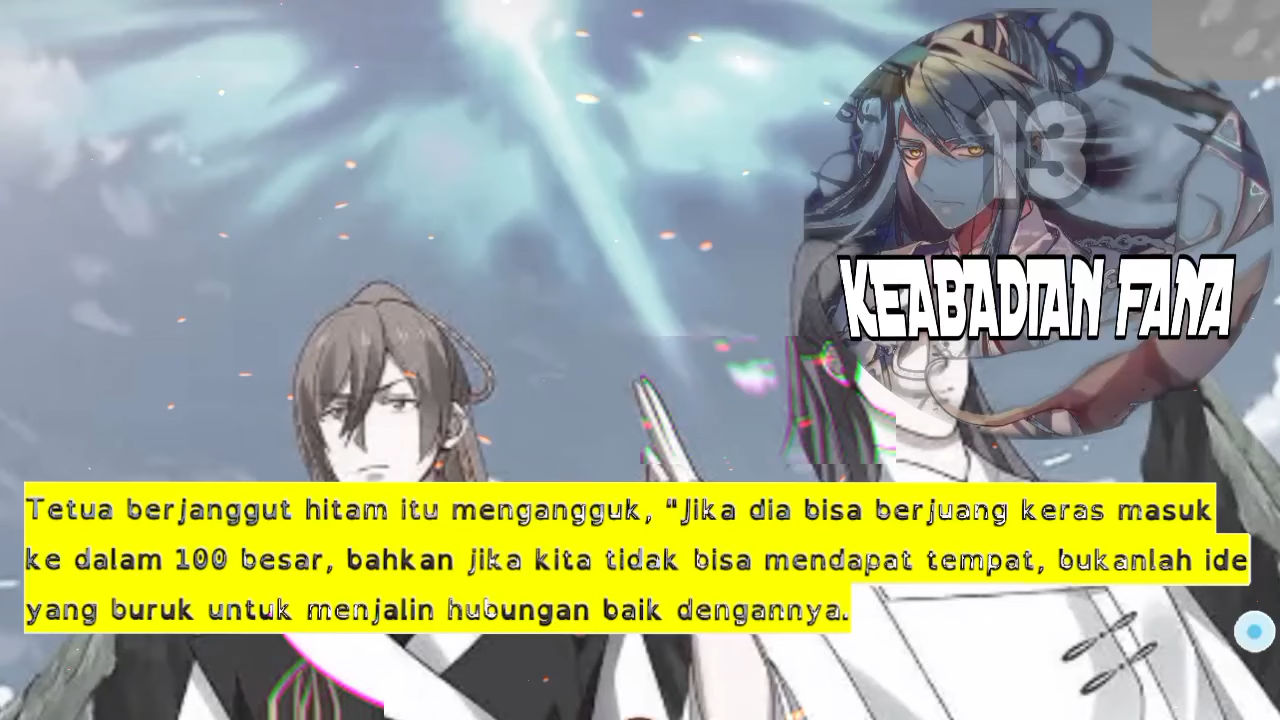 13
KEABADIAN FANA
Tetua berjanggut hitam itu mengangguk, "Jika dia bisa berjuang keras masuk
ke dalam 100 besar, bahkan jika kita tidak bisa mendapat tempat, bukanlah ide
yang buruk untuk menjalin hubungan baik dengannya.